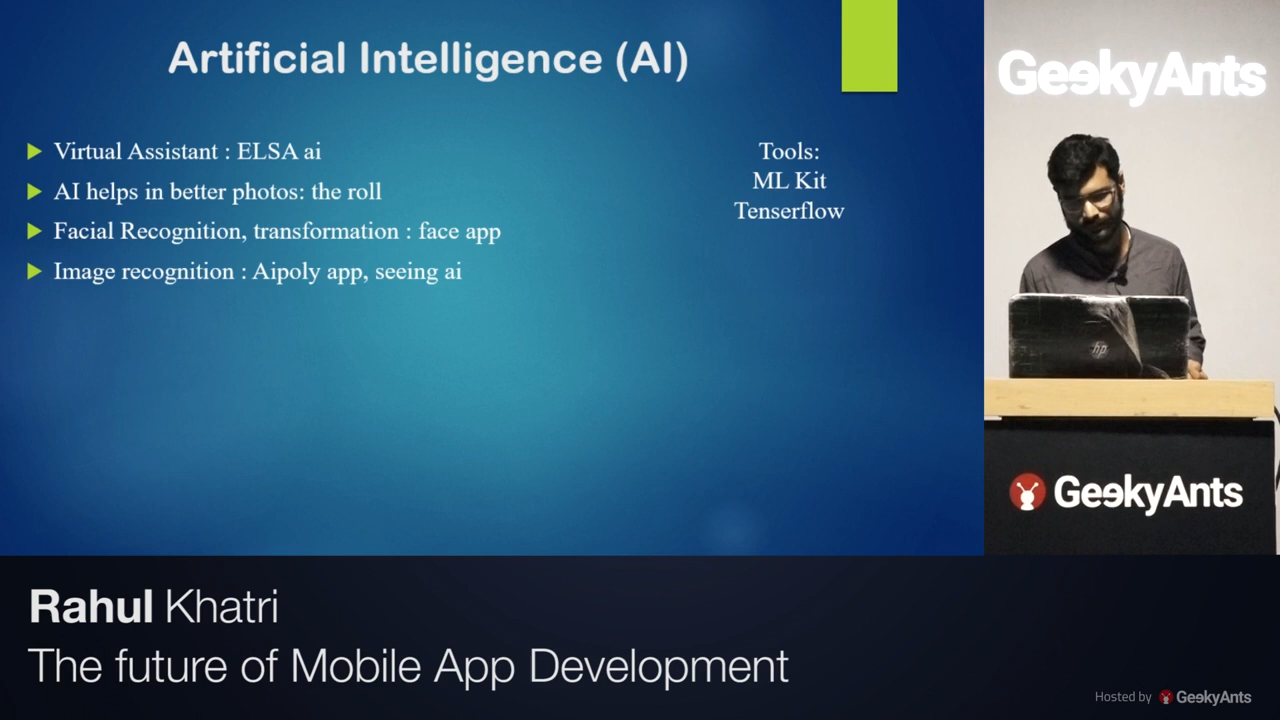 Artificial Intelligence (AI)
Virtual Assistant : ELSA ai
AI helps in better photos: the roll
Facial Recognition, transformation : face app
Image recognition : Aipoly app, seeing ai
Tools:
ML Kit
Tenserflow
GeekyAnts
hp
GeekyAnts
Rahul Khatri
The future of Mobile App Development
Hosted by GeekyAnts